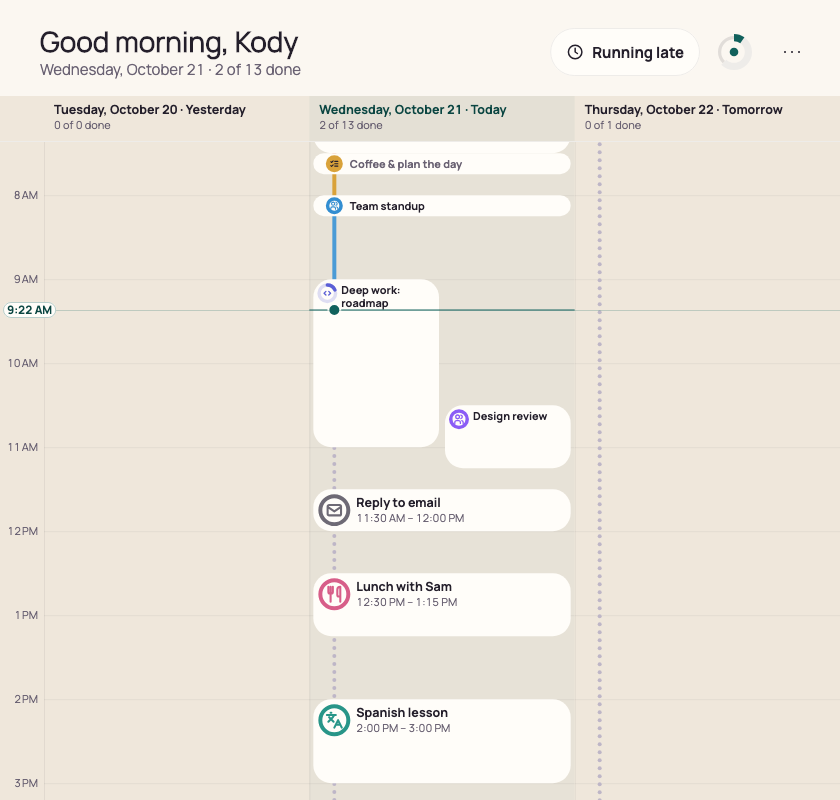 Good morning, Kody
Wednesday, October 21 · 2 of 13 done
Running late
Tuesday, October 20 · Yesterday
0 of 0 done
Wednesday, October 21 · Today
2 of 13 done
Thursday, October 22 · Tomorrow
0 of 1 done
Coffee & plan the day
8 AM
Team standup
9 AM
Deep work:
roadmap
9:22 AM
10 AM
Design review
11 AM
Reply to email
11:30 AM – 12:00 PM
12 PM
Lunch with Sam
12:30 PM – 1:15 PM
1 PM
2 PM
Spanish lesson
2:00 PM – 3:00 PM
3 PM